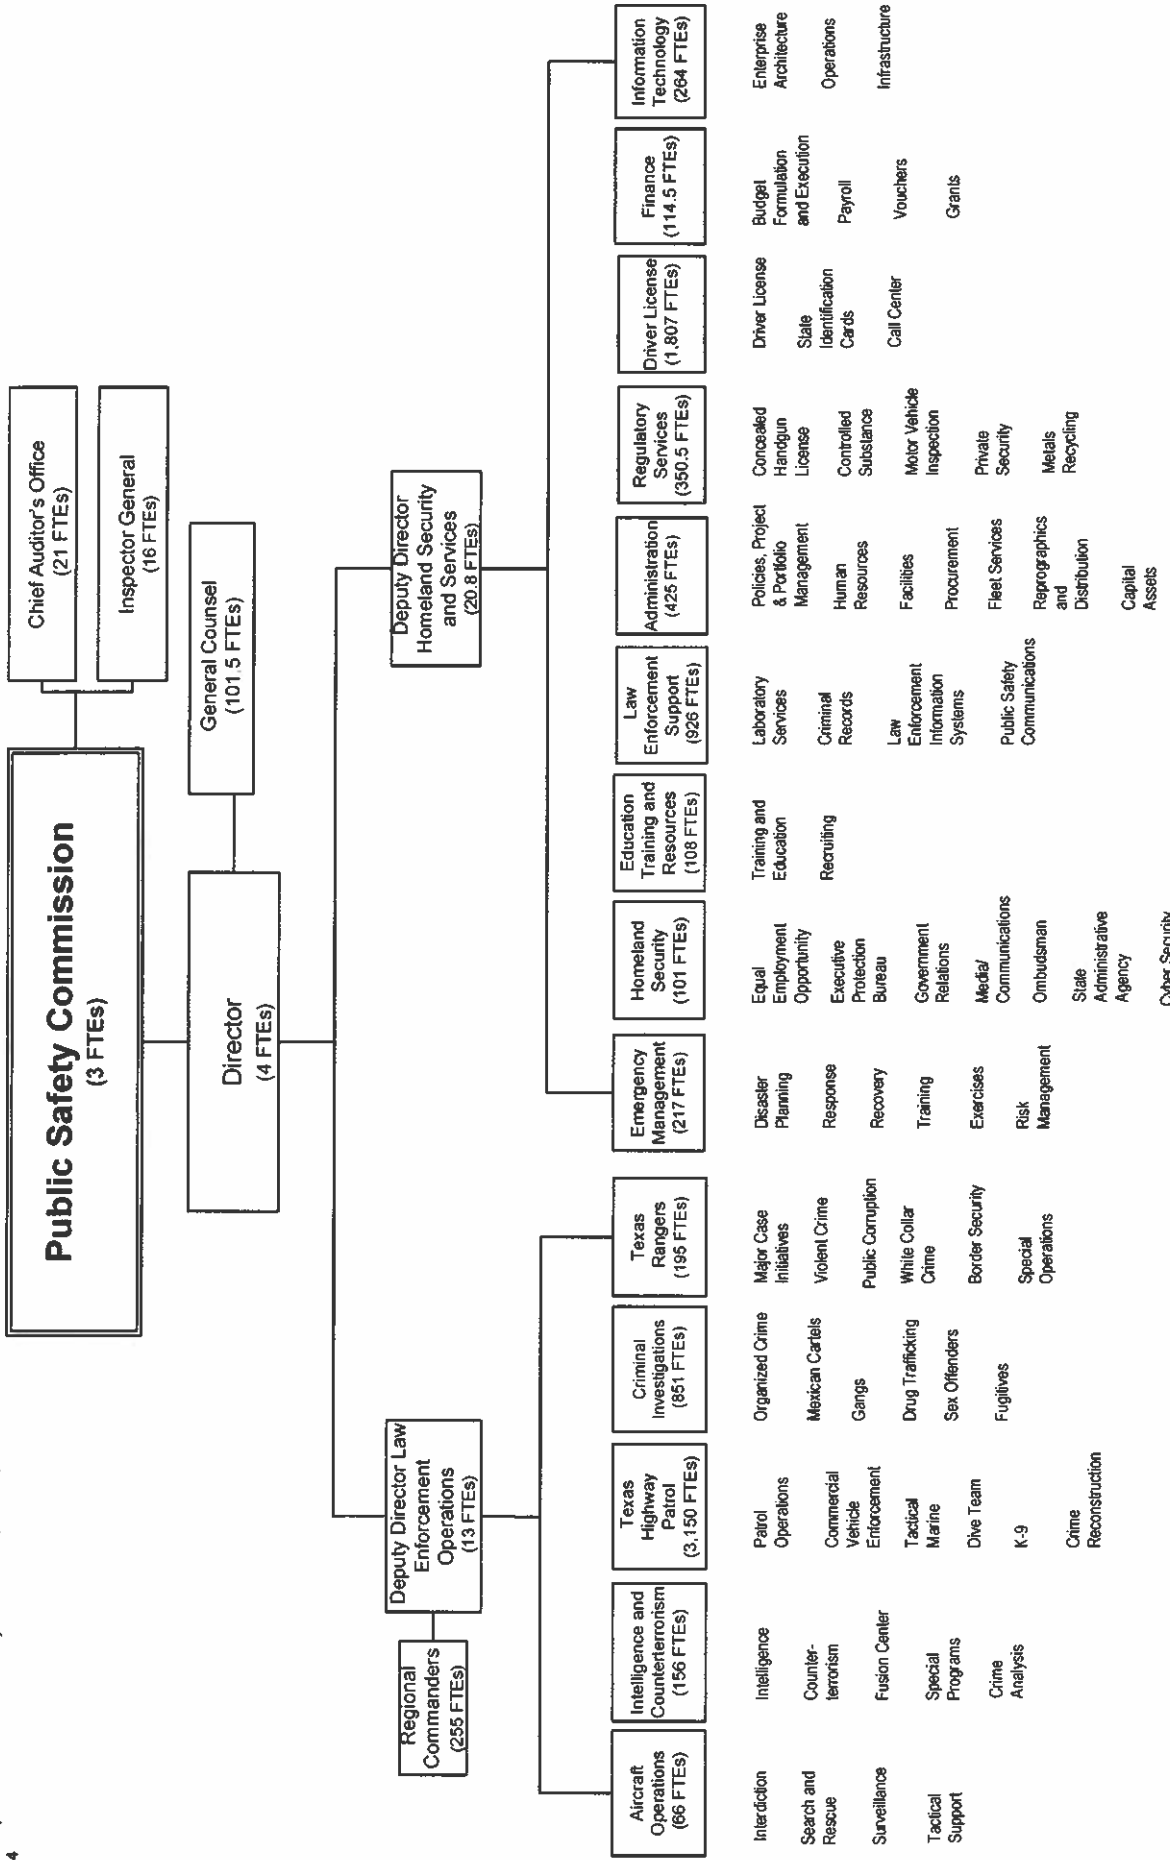 Public Safety Commission
(3 FTEs)
Chief Auditor's Office
(21 FTEs)
Inspector General
(16 FTEs)
Director
(4 FTEs)
General Counsel
(101.5 FTEs)
Regional
Commanders
(255 FTEs)
Deputy Director Law
Enforcement
Operations
(13 FTEs)
Deputy Director
Homeland Security
and Services
(20.8 FTEs)
Aircraft
Operations
(66 FTEs)
Interdiction
Search and
Rescue
Surveillance
Tactical
Support
Intelligence and
Counterterrorism
(156 FTEs)
Intelligence
Counter-
terrorism
Fusion Center
Special
Programs
Crime
Analysis
Texas
Highway
Patrol
(3,150 FTEs)
Patrol
Operations
Commercial
Vehicle
Enforcement
Tactical
Marine
Dive Team
K-9
Crime
Reconstruction
Criminal
Investigations
(851 FTEs)
Organized Crime
Mexican Cartels
Gangs
Drug Trafficking
Sex Offenders
Fugitives
Texas
Rangers
(195 FTEs)
Major Case
Initiatives
Violent Crime
Public Corruption
White Collar
Crime
Border Security
Special
Operations
Emergency
Management
(217 FTEs)
Disaster
Planning
Response
Recovery
Training
Exercises
Risk
Management
Homeland
Security
(101 FTEs)
Equal
Employment
Opportunity
Executive
Protection
Bureau
Government
Relations
Media/
Communications
Ombudsman
State
Administrative
Agency
Cyber Security
Education
Training and
Resources
(108 FTEs)
Training and
Education
Recruiting
Law
Enforcement
Support
(926 FTEs)
Laboratory
Services
Criminal
Records
Law
Enforcement
Information
Systems
Public Safety
Communications
Administration
(425 FTEs)
Policies, Project
& Portfolio
Management
Human
Resources
Facilities
Procurement
Fleet Services
Reprographics
and
Distribution
Capital
Assets
Regulatory
Services
(350.5 FTEs)
Concealed
Handgun
License
Controlled
Substance
Motor Vehicle
Inspection
Private
Security
Metals
Recycling
Driver License
(1,807 FTEs)
Driver License
State
Identification
Cards
Call Center
Finance
(114.5 FTEs)
Budget
Formulation
and Execution
Payroll
Vouchers
Grants
Information
Technology
(264 FTEs)
Enterprise
Architecture
Operations
Infrastructure